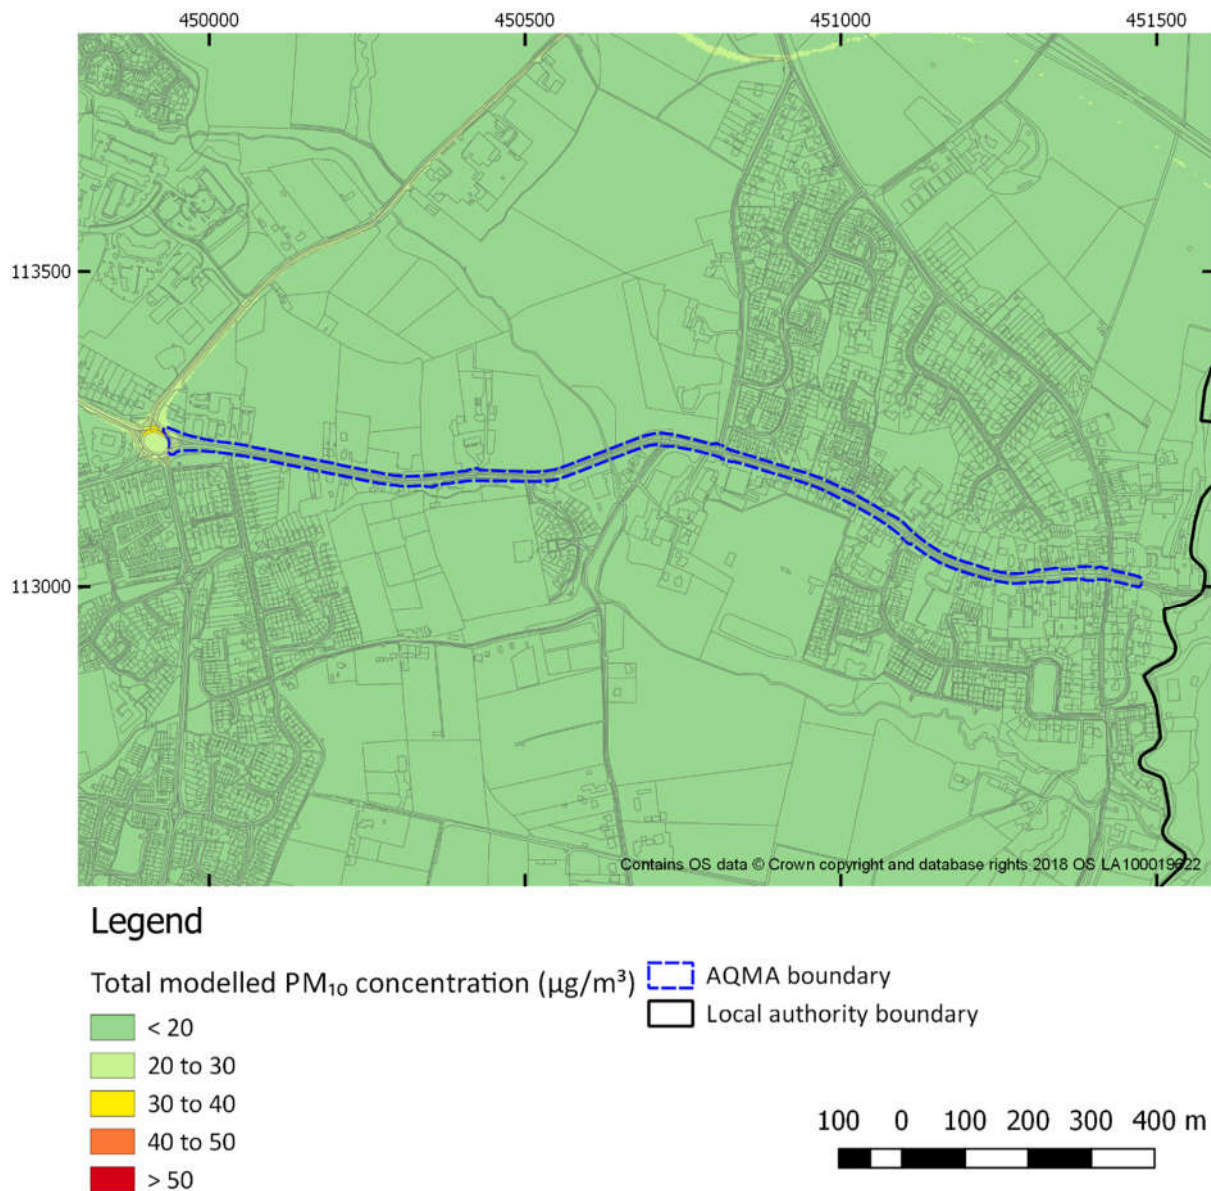 450000 450500 451000 451500
113500
113000
Contains OS data © Crown copyright and database rights 2018 OS LA100019622
Legend
Total modelled PM₁₀ concentration (µg/m³)
< 20
20 to 30
30 to 40
40 to 50
> 50
AQMA boundary
Local authority boundary
100 0 100 200 300 400 m